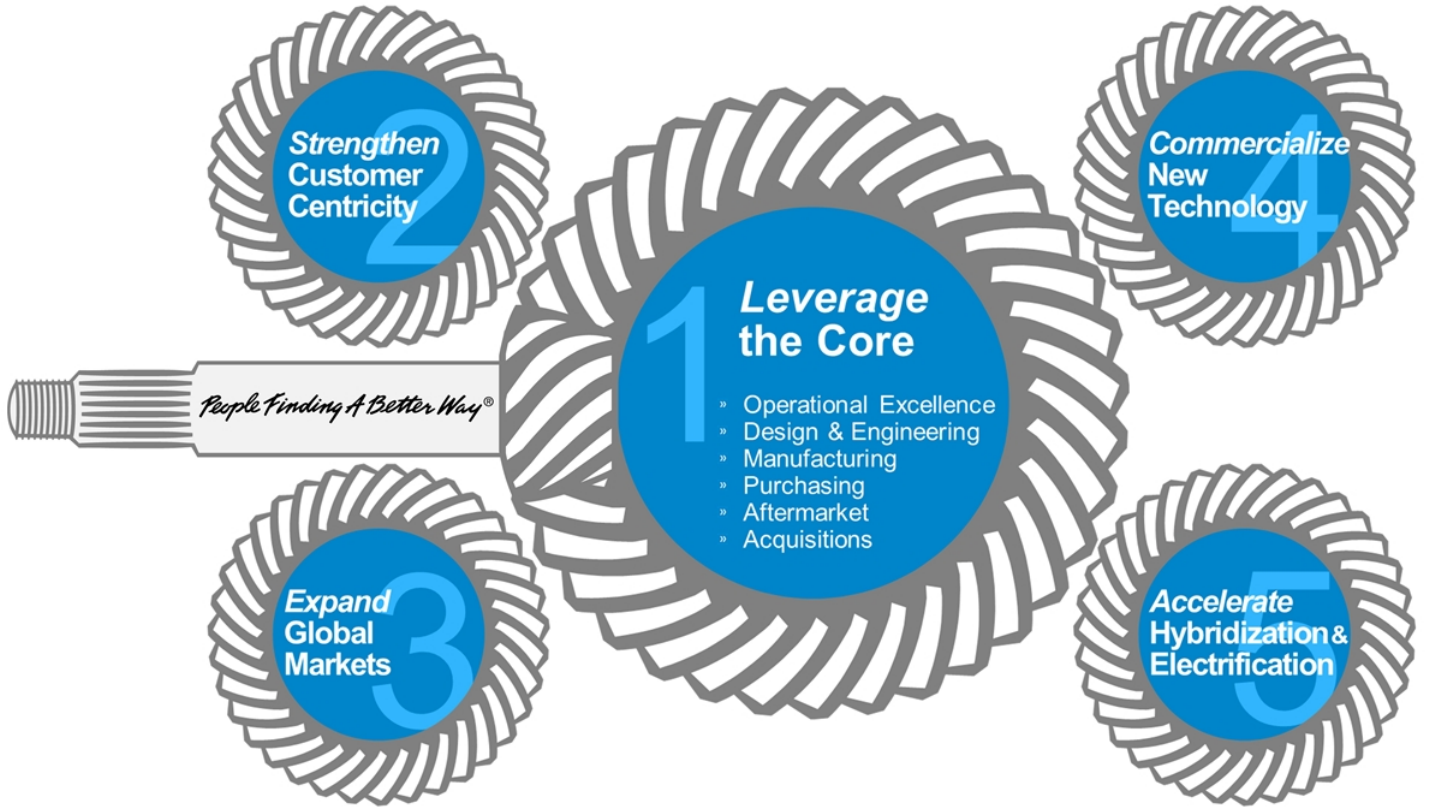 2
Strengthen
Customer
Centricity
4
Commercialize
New
Technology
1
Leverage
the Core
» Operational Excellence
» Design & Engineering
» Manufacturing
» Purchasing
» Aftermarket
» Acquisitions
People Finding A Better Way®
3
Expand
Global
Markets
5
Accelerate
Hybridization &
Electrification